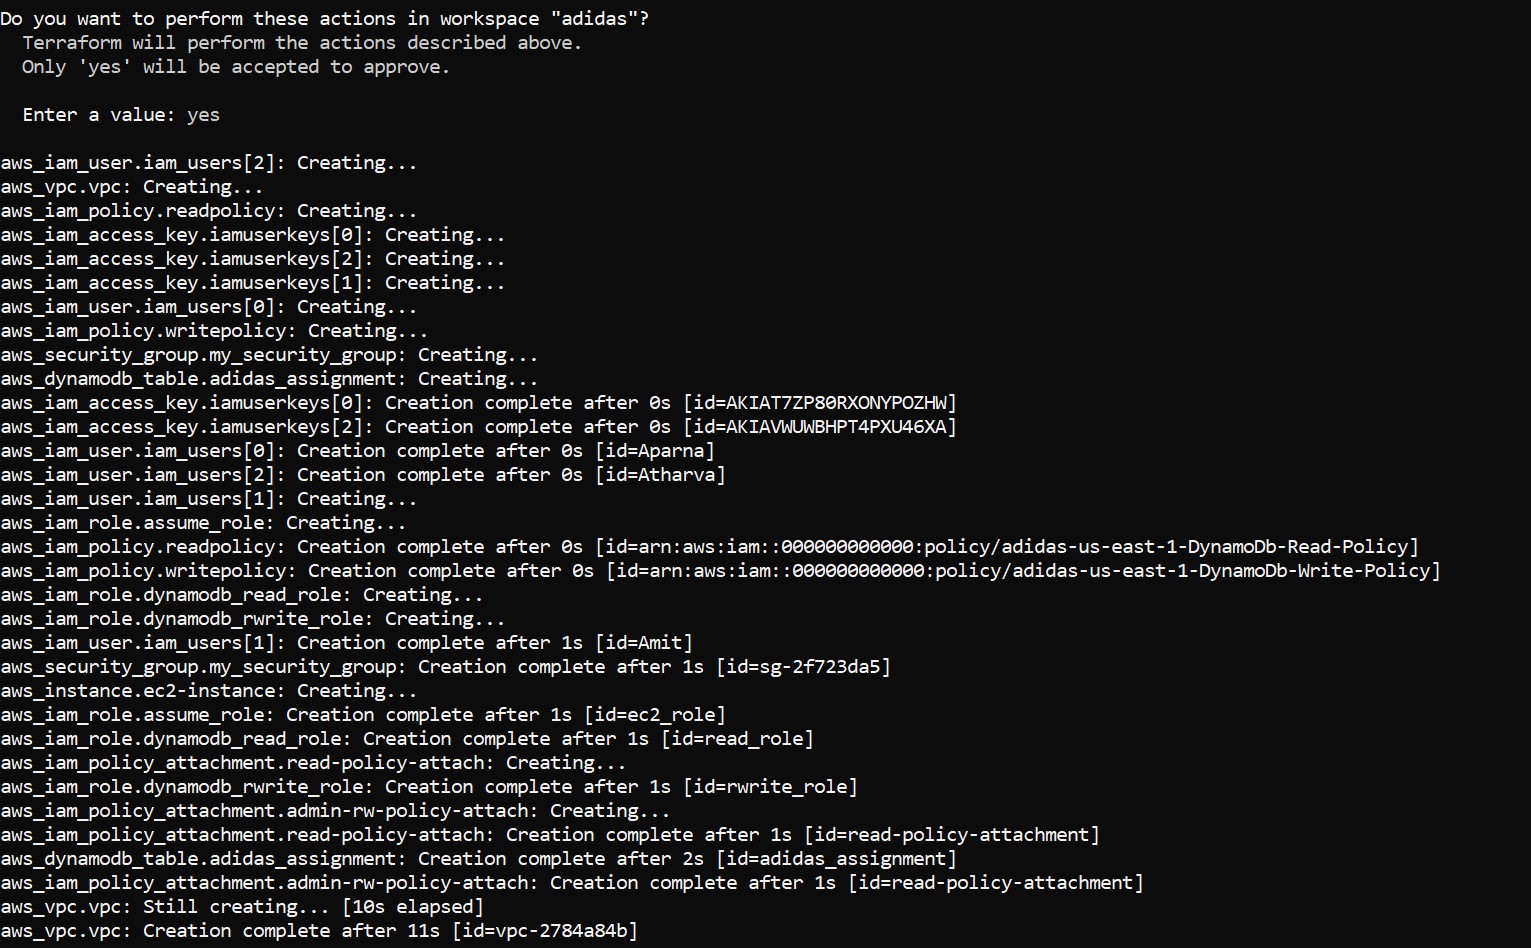 Do you want to perform these actions in workspace "adidas"?
Terraform will perform the actions described above.
Only 'yes' will be accepted to approve.
Enter a value: yes
aws_iam_user.iam_users[2]: Creating...
aws_vpc.vpc: Creating...
aws_iam_policy.readpolicy: Creating...
aws_iam_access_key.iamuserkeys[0]: Creating...
aws_iam_access_key.iamuserkeys[2]: Creating...
aws_iam_access_key.iamuserkeys[1]: Creating...
aws_iam_user.iam_users[0]: Creating...
aws_iam_policy.writepolicy: Creating...
aws_security_group.my_security_group: Creating...
aws_dynamodb_table.adidas_assignment: Creating...
aws_iam_access_key.iamuserkeys[0]: Creation complete after 0s [id=AKIAT7ZP80RXONYPOZHW]
aws_iam_access_key.iamuserkeys[2]: Creation complete after 0s [id=AKIAVWUWBHPT4PXU46XA]
aws_iam_user.iam_users[0]: Creation complete after 0s [id=Aparna]
aws_iam_user.iam_users[2]: Creation complete after 0s [id=Atharva]
aws_iam_user.iam_users[1]: Creating...
aws_iam_role.assume_role: Creating...
aws_iam_policy.readpolicy: Creation complete after 0s [id=arn:aws:iam::000000000000:policy/adidas-us-east-1-DynamoDb-Read-Policy]
aws_iam_policy.writepolicy: Creation complete after 0s [id=arn:aws:iam::000000000000:policy/adidas-us-east-1-DynamoDb-Write-Policy]
aws_iam_role.dynamodb_read_role: Creating...
aws_iam_role.dynamodb_rwrite_role: Creating...
aws_iam_user.iam_users[1]: Creation complete after 1s [id=Amit]
aws_security_group.my_security_group: Creation complete after 1s [id=sg-2f723da5]
aws_instance.ec2-instance: Creating...
aws_iam_role.assume_role: Creation complete after 1s [id=ec2_role]
aws_iam_role.dynamodb_read_role: Creation complete after 1s [id=read_role]
aws_iam_policy_attachment.read-policy-attach: Creating...
aws_iam_role.dynamodb_rwrite_role: Creation complete after 1s [id=rwrite_role]
aws_iam_policy_attachment.admin-rw-policy-attach: Creating...
aws_iam_policy_attachment.read-policy-attach: Creation complete after 1s [id=read-policy-attachment]
aws_dynamodb_table.adidas_assignment: Creation complete after 2s [id=adidas_assignment]
aws_iam_policy_attachment.admin-rw-policy-attach: Creation complete after 1s [id=read-policy-attachment]
aws_vpc.vpc: Still creating... [10s elapsed]
aws_vpc.vpc: Creation complete after 11s [id=vpc-2784a84b]